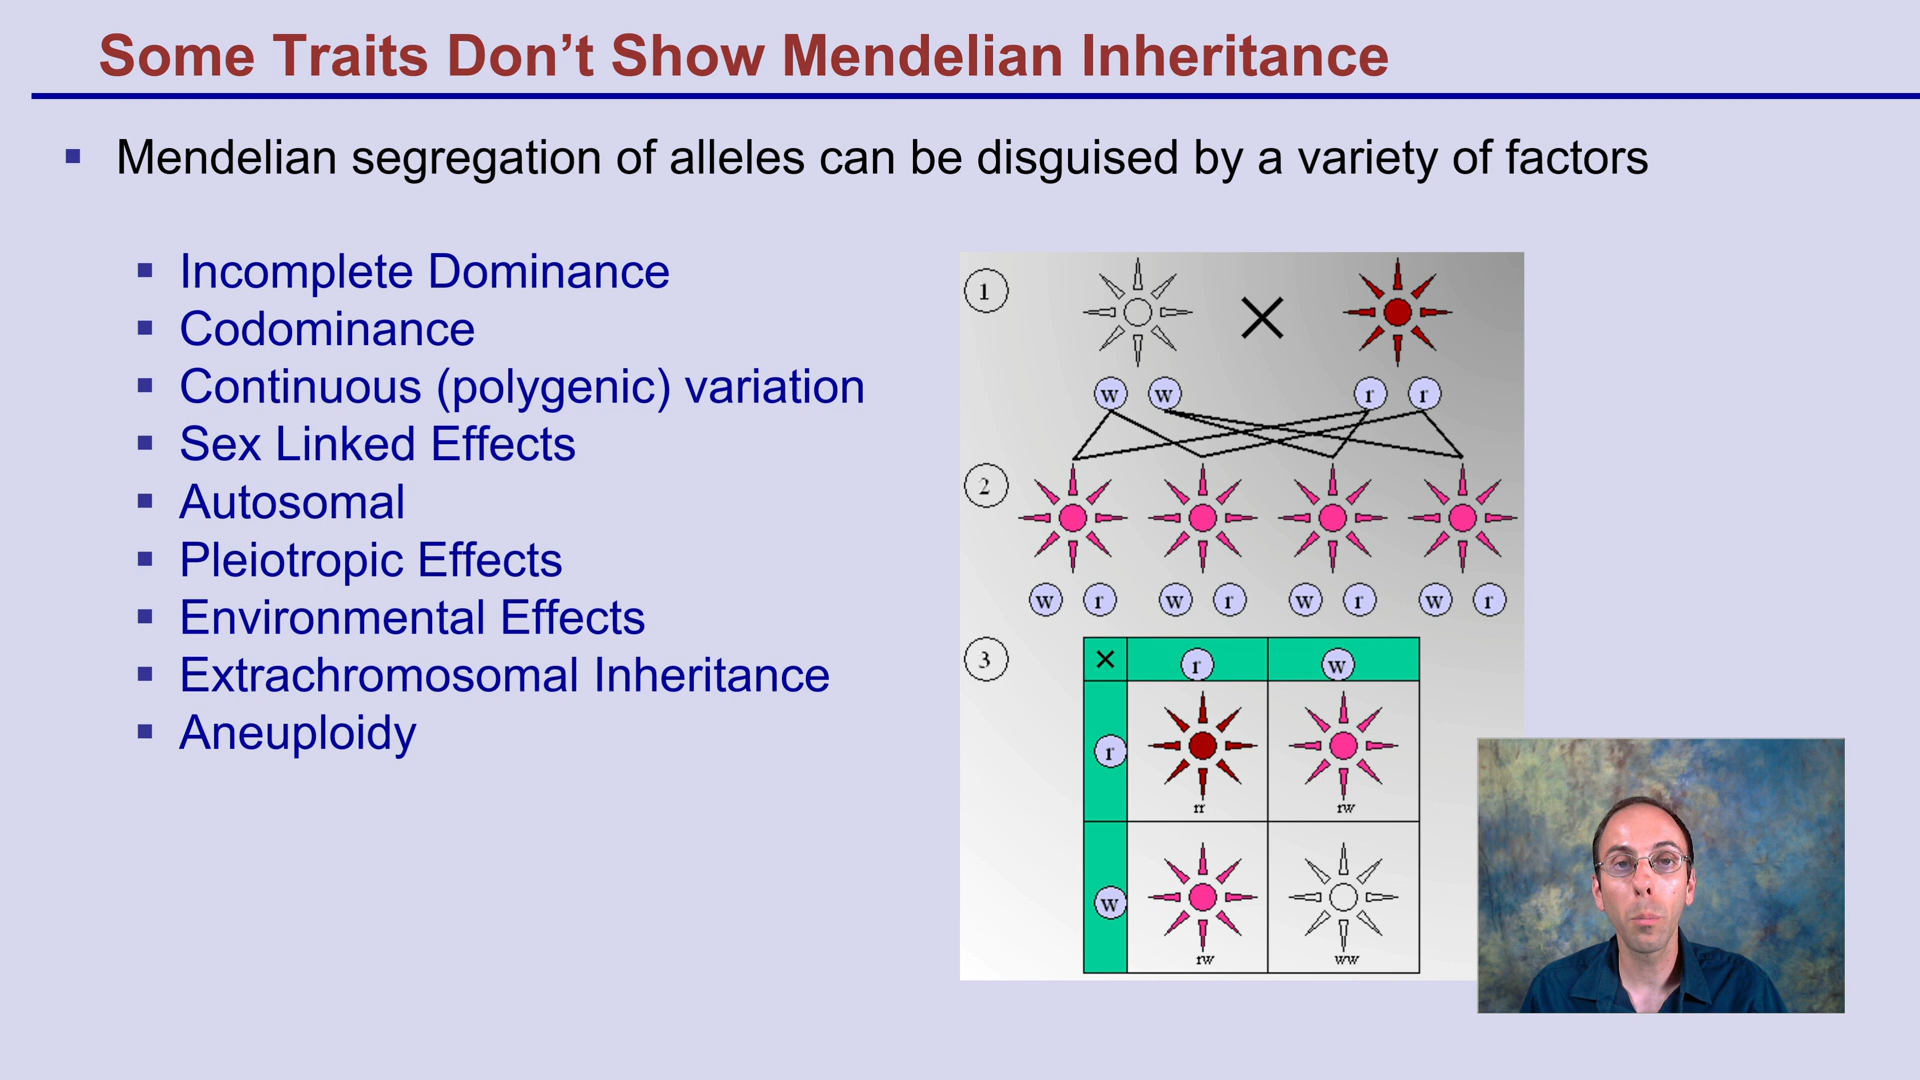 Some Traits Don’t Show Mendelian Inheritance
▪ Mendelian segregation of alleles can be disguised by a variety of factors
▪ Incomplete Dominance
▪ Codominance
▪ Continuous (polygenic) variation
▪ Sex Linked Effects
▪ Autosomal
▪ Pleiotropic Effects
▪ Environmental Effects
▪ Extrachromosomal Inheritance
▪ Aneuploidy
1
×
w w r r
2
w r w r w r w r
3
× r w
r
rr rw
w
rw ww